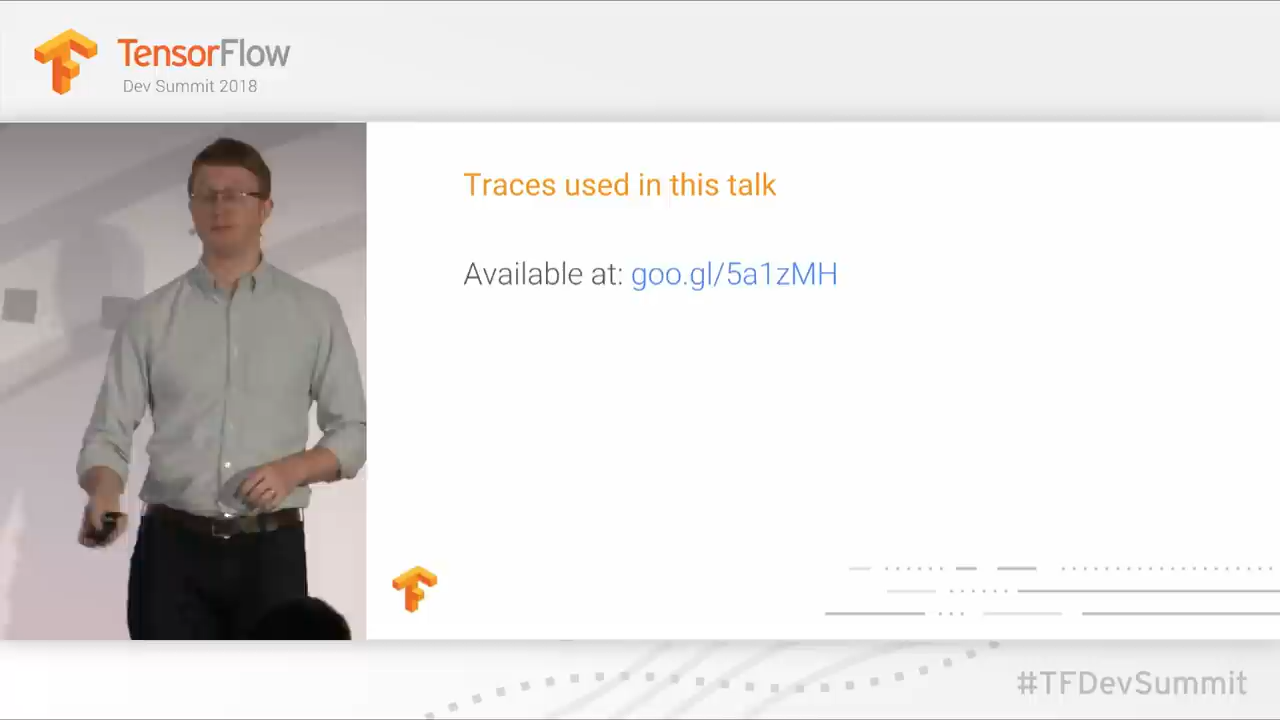 TensorFlow
Dev Summit 2018
Traces used in this talk
Available at: goo.gl/5a1zMH
#TFDevSummit